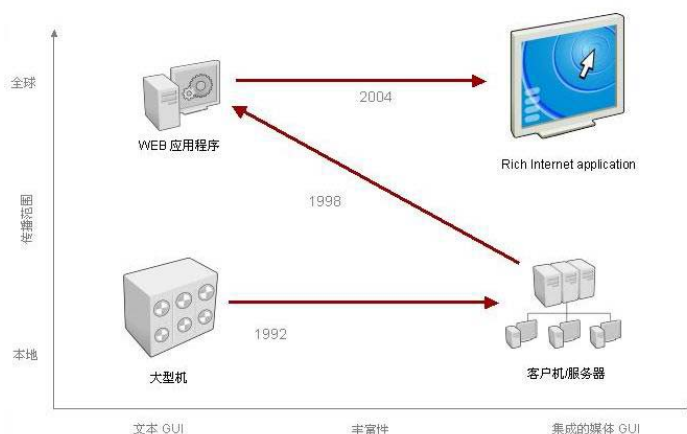 全球
2004
WEB 应用程序
Rich Internet application
1998
传播范围
1992
本地
大型机
客户机/服务器
文本 GUI
丰富性
集成的媒体 GUI